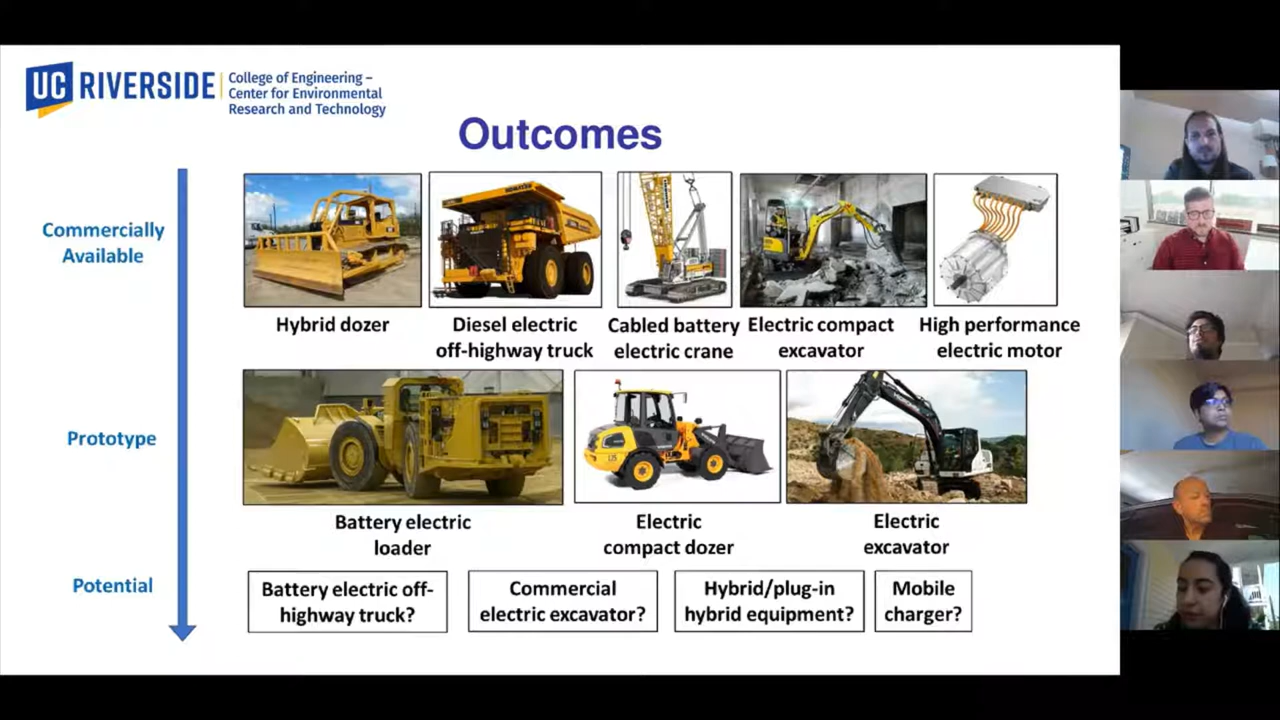 UC RIVERSIDE
College of Engineering –
Center for Environmental
Research and Technology
Outcomes
Commercially
Available
KOMATSU
Hybrid dozer
Diesel electric
off-highway truck
Cabled battery
electric crane
Electric compact
excavator
High performance
electric motor
Prototype
L25
Battery electric
loader
Electric
compact dozer
Electric
excavator
Potential
Battery electric off-
highway truck?
Commercial
electric excavator?
Hybrid/plug-in
hybrid equipment?
Mobile
charger?